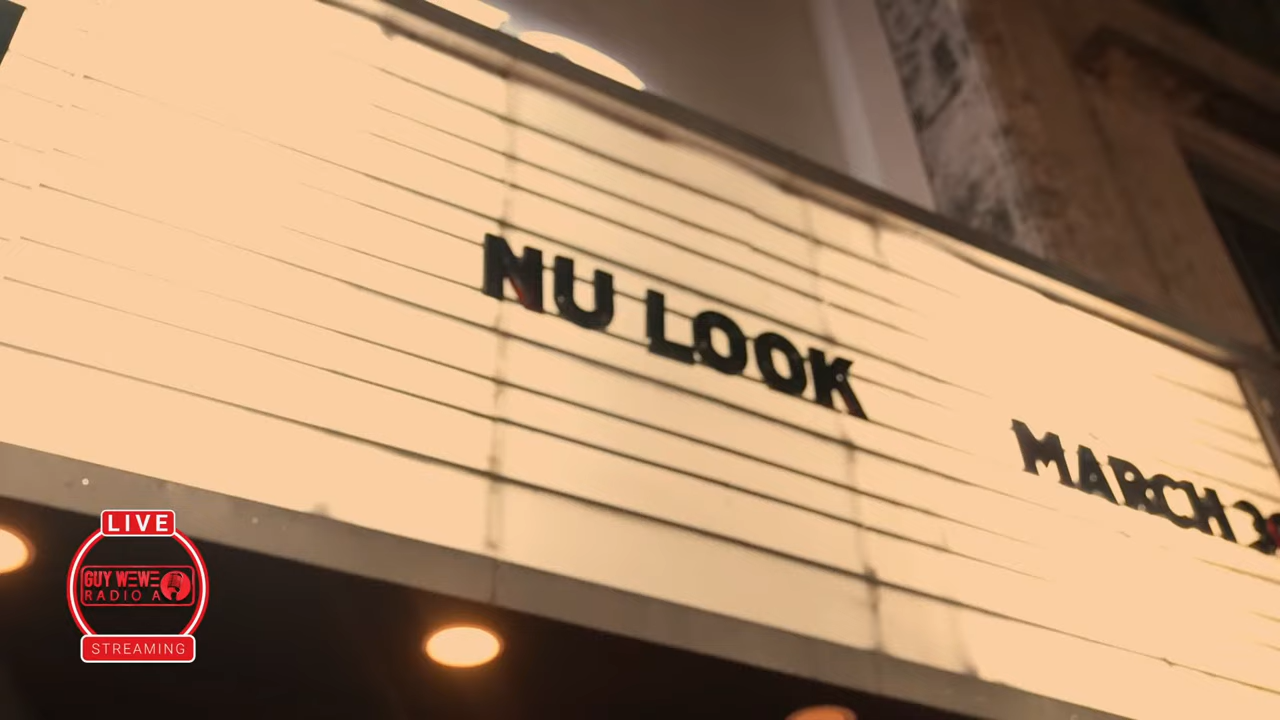 NU LOOK
MARCH
LIVE
GUY WEWE
RADIO A
STREAMING